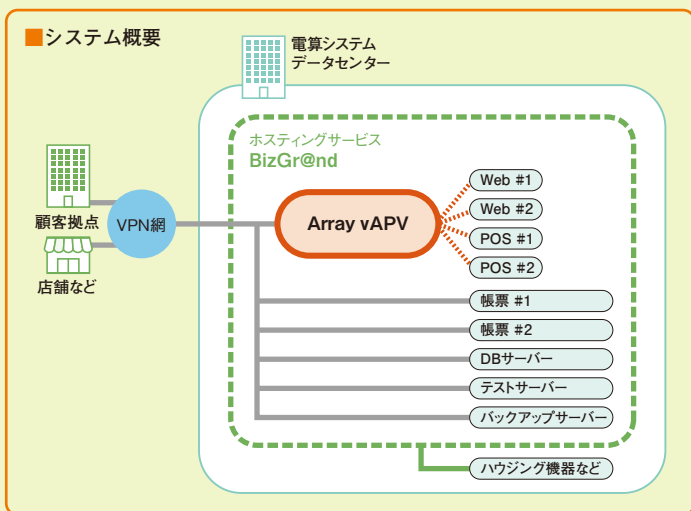 ■システム概要
電算システム
データセンター
ホスティングサービス
BizGr@nd
顧客拠点
店舗など
VPN網
Array vAPV
Web #1
Web #2
POS #1
POS #2
帳票 #1
帳票 #2
DBサーバー
テストサーバー
バックアップサーバー
ハウジング機器など